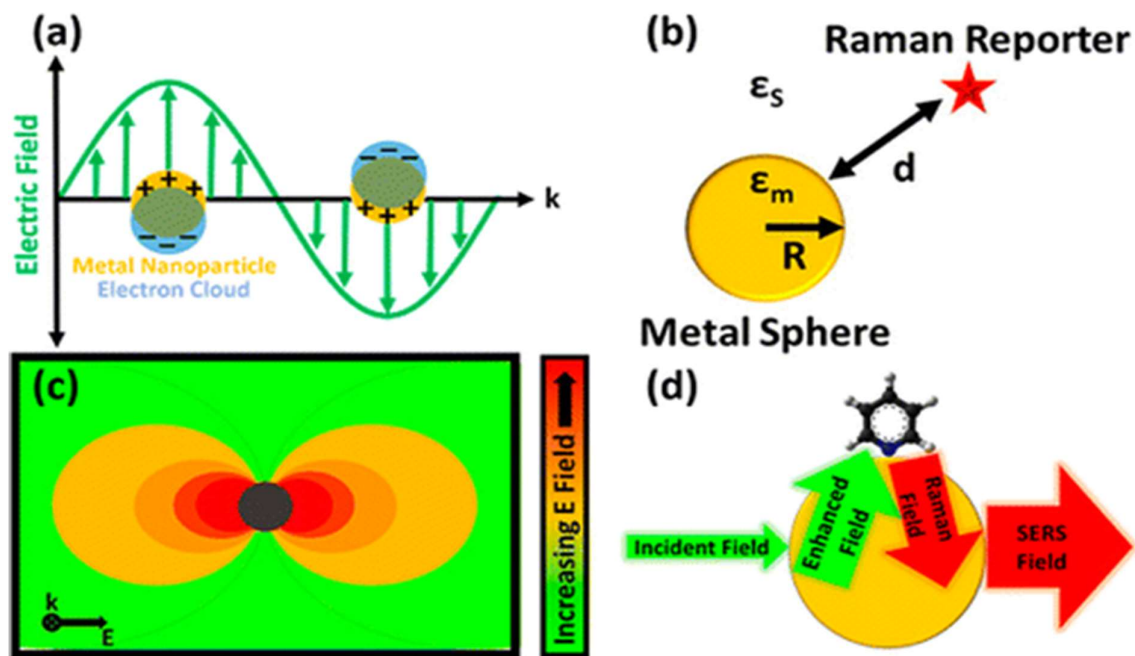 (a)
Electric Field
+ + +
− − −
− − −
+ + +
k
Metal Nanoparticle
Electron Cloud
(b)
Raman Reporter
εS
d
εm
R
Metal Sphere
(c)
k
E
Increasing E Field
(d)
Incident Field
Enhanced
Field
Raman
Field
SERS
Field